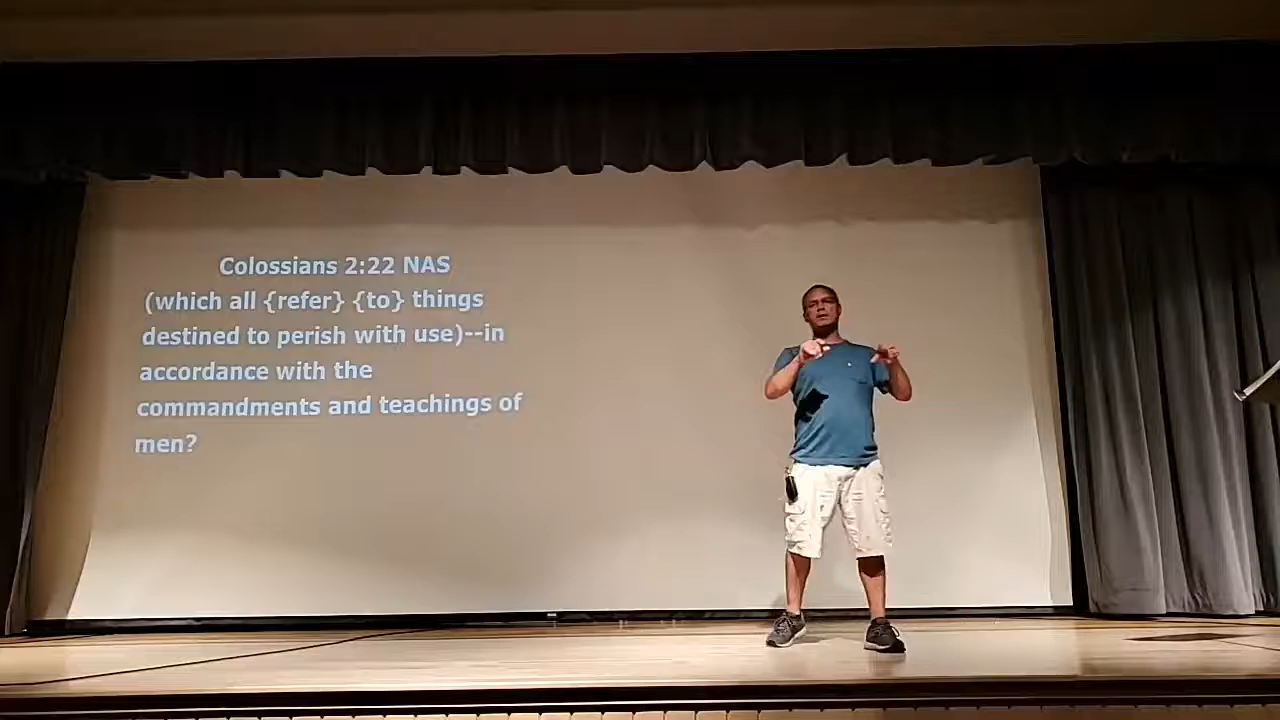 Colossians 2:22 NAS
(which all {refer} {to} things
destined to perish with use)--in
accordance with the
commandments and teachings of
men?